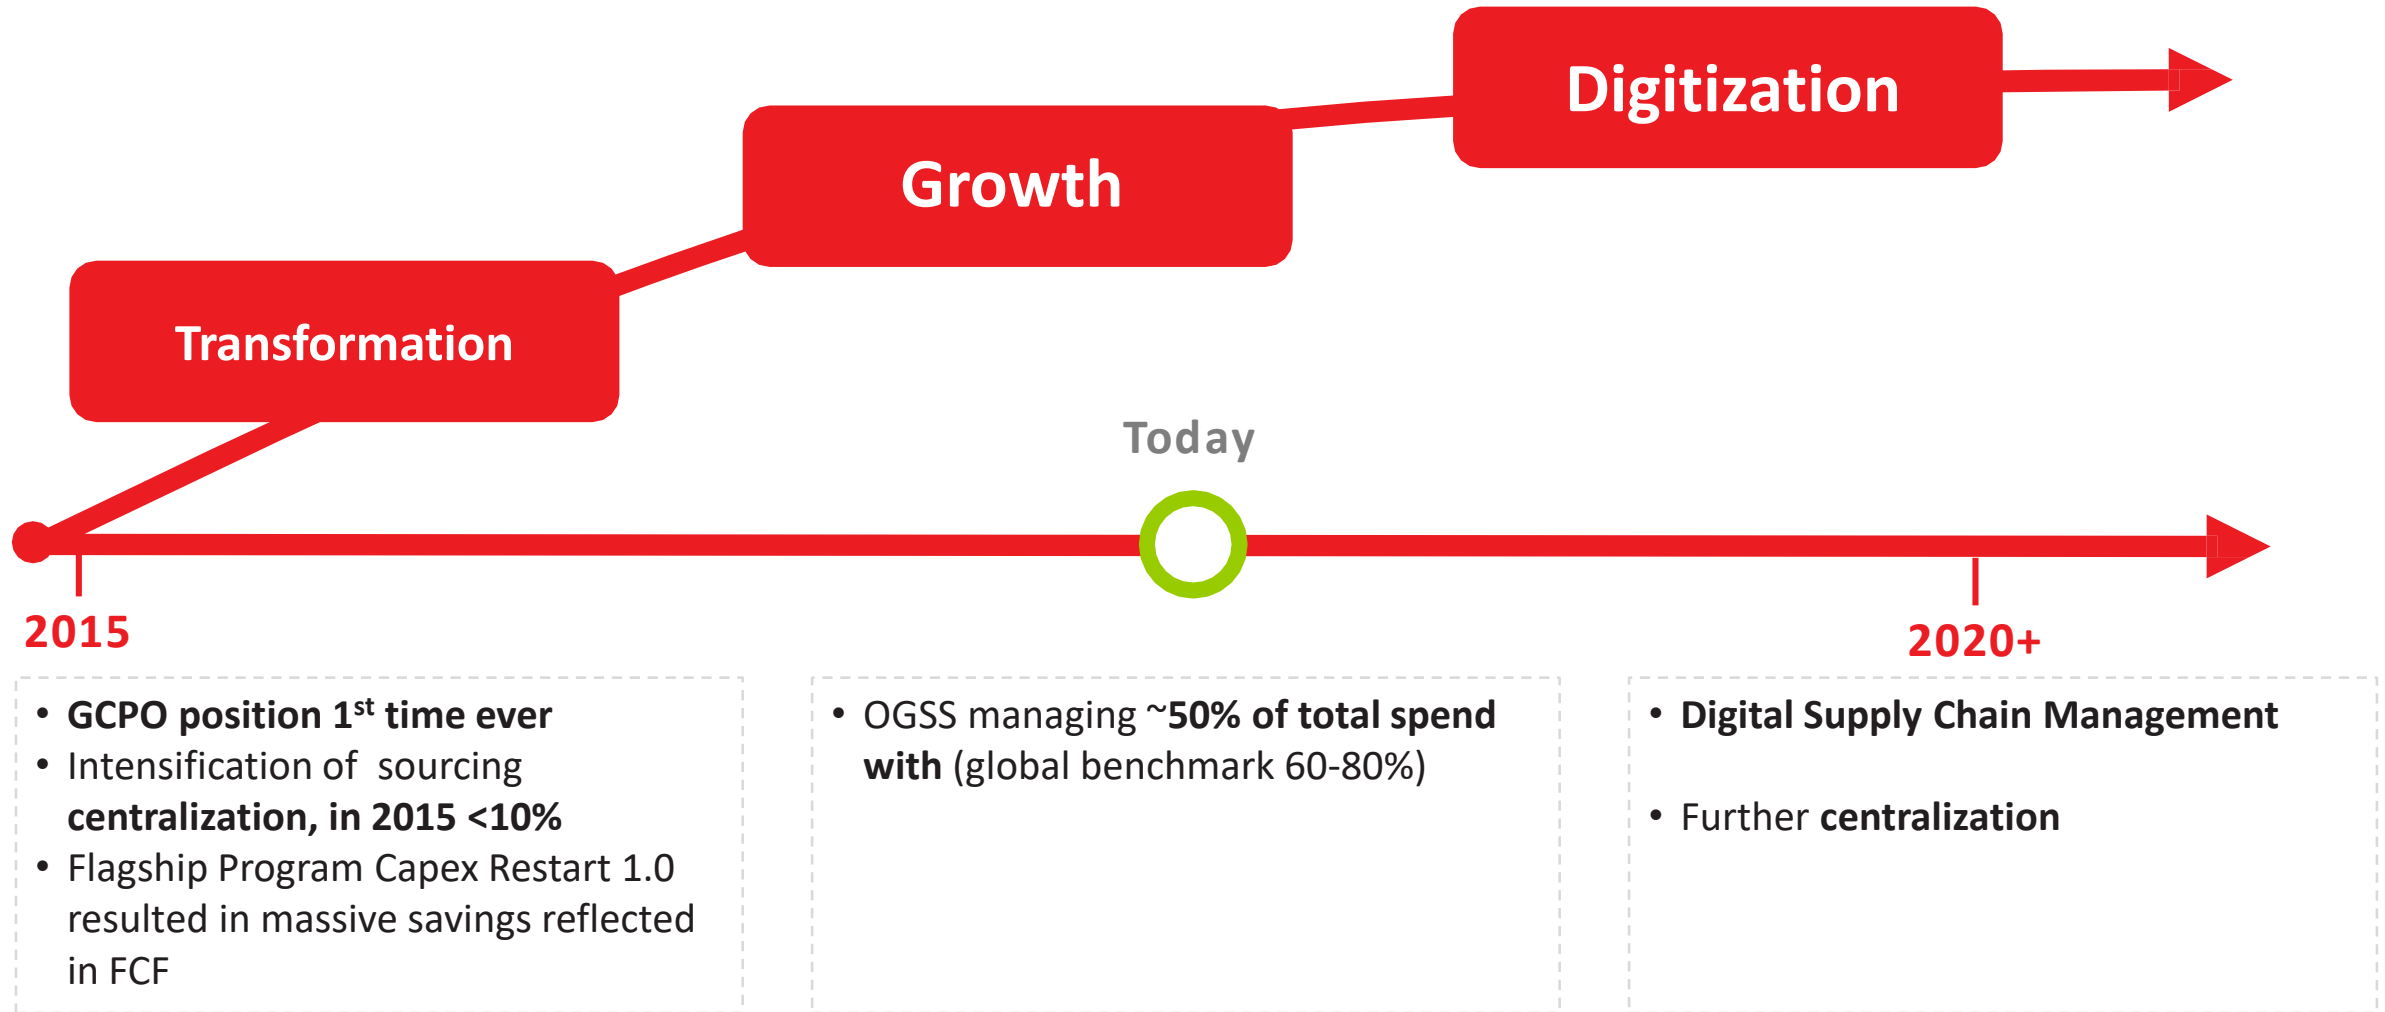 Digitization
Growth
Transformation
Today
2015
2020+
• GCPO position 1st time ever
• Intensification of sourcing
centralization, in 2015 <10%
• Flagship Program Capex Restart 1.0
resulted in massive savings reflected
in FCF
• OGSS managing ~50% of total spend
with (global benchmark 60-80%)
• Digital Supply Chain Management
• Further centralization